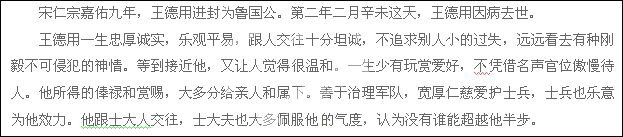 宋仁宗嘉佑九年，王德用进封为鲁国公。第二年二月辛未这天，王德用因病去世。
王德用一生忠厚诚实，乐观平易，跟人交往十分坦诚，不追求别人小的过失，远远看去有种刚
毅不可侵犯的神情。等到接近他，又让人觉得很温和。一生少有玩赏爱好，不凭借名声官位傲慢待
人。他所得的俸禄和赏赐，大多分给亲人和属下。善于治理军队，宽厚仁慈爱护士兵，士兵也乐意
为他效力。他跟士大人交往，士大夫也大多佩服他的气度，认为没有谁能超越他半步。